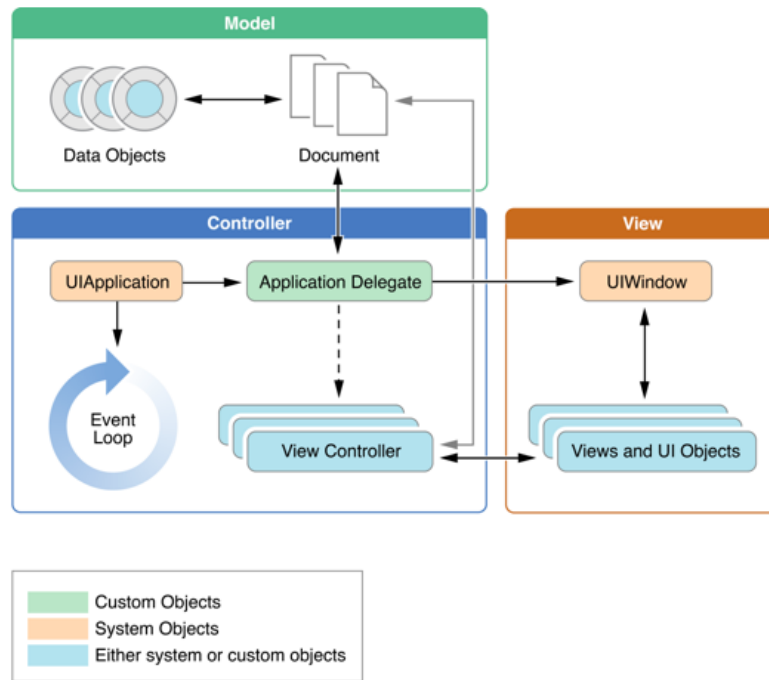 Model
Data Objects
Document
Controller
View
UIApplication
Application Delegate
UIWindow
Event
Loop
View Controller
Views and UI Objects
Custom Objects
System Objects
Either system or custom objects